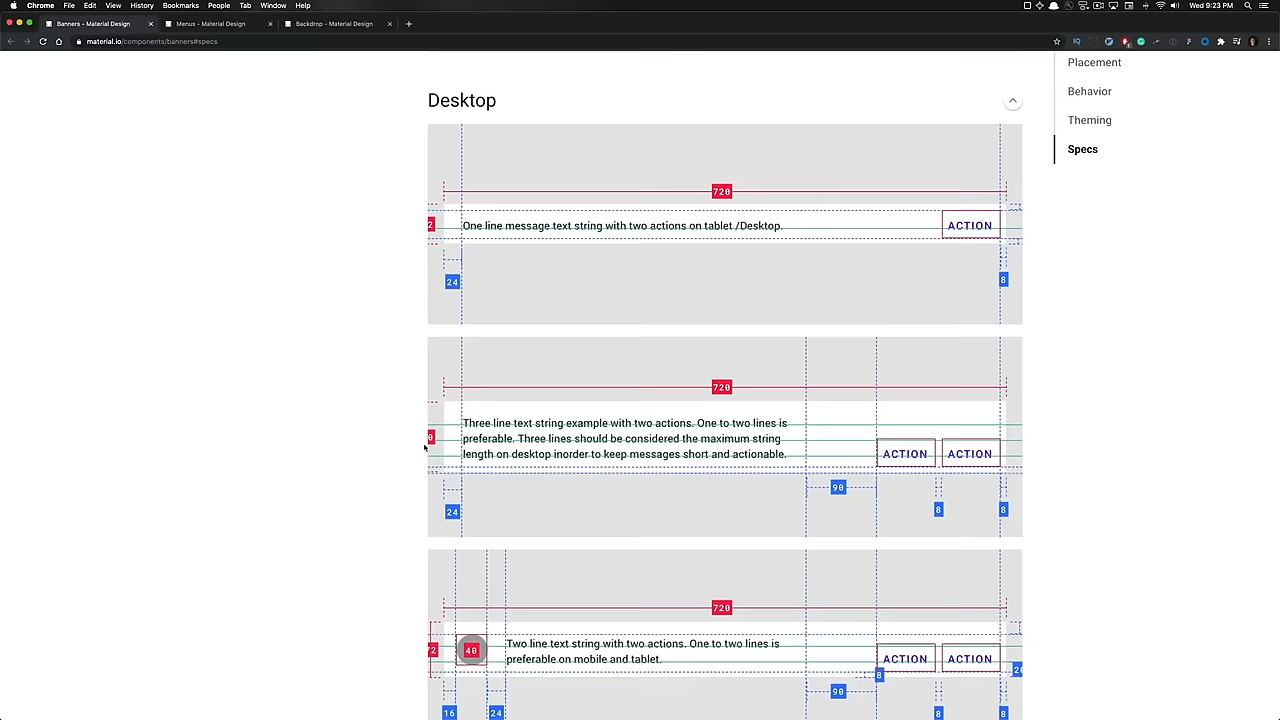 Chrome File Edit View History Bookmarks People Tab Window Help Wed 9:23 PM
Banners - Material Design Menus - Material Design Backdrop - Material Design
material.io/components/banners#specs
Placement
Behavior
Theming
Specs
Desktop
720
2
One line message text string with two actions on tablet /Desktop.
ACTION
24
8
720
0
Three line text string example with two actions. One to two lines is
preferable. Three lines should be considered the maximum string
length on desktop inorder to keep messages short and actionable.
ACTION ACTION
90
24
8
8
720
72
40
Two line text string with two actions. One to two lines is
preferable on mobile and tablet.
ACTION ACTION
8
90
16
24
8
8